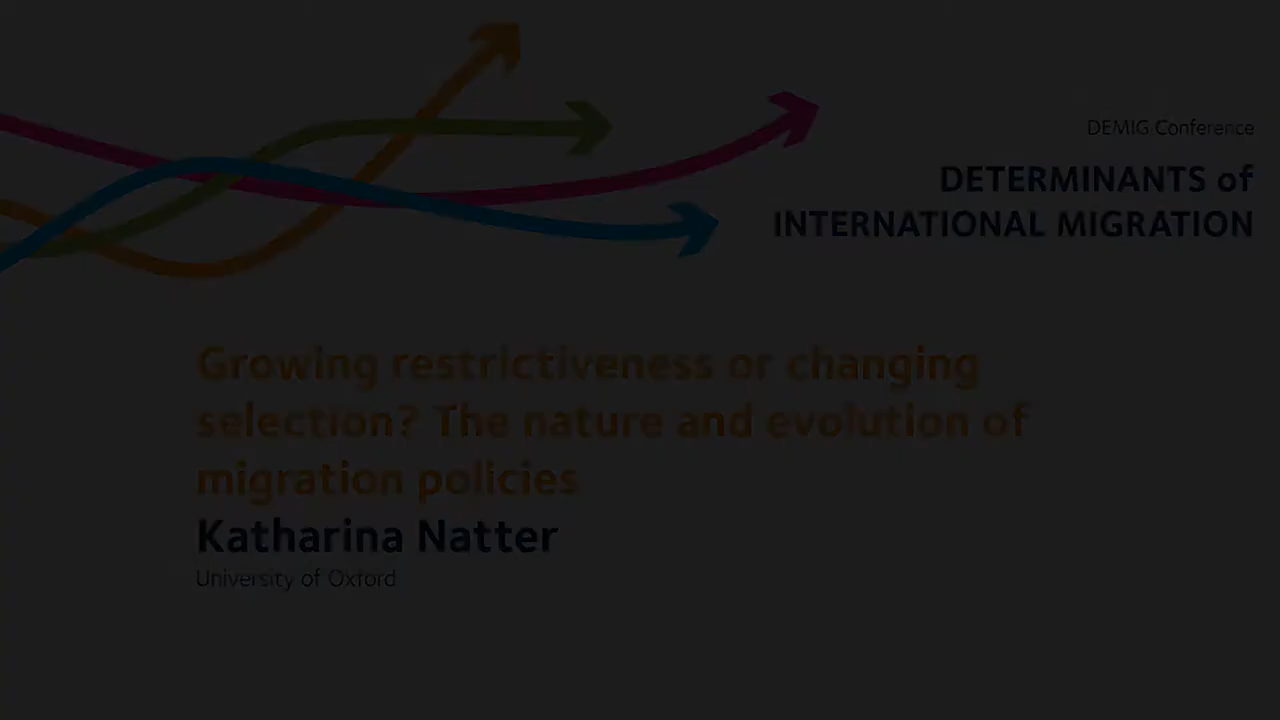 DEMIG Conference
DETERMINANTS of
INTERNATIONAL MIGRATION
Growing restrictiveness or changing
selection? The nature and evolution of
migration policies
Katharina Natter
University of Oxford